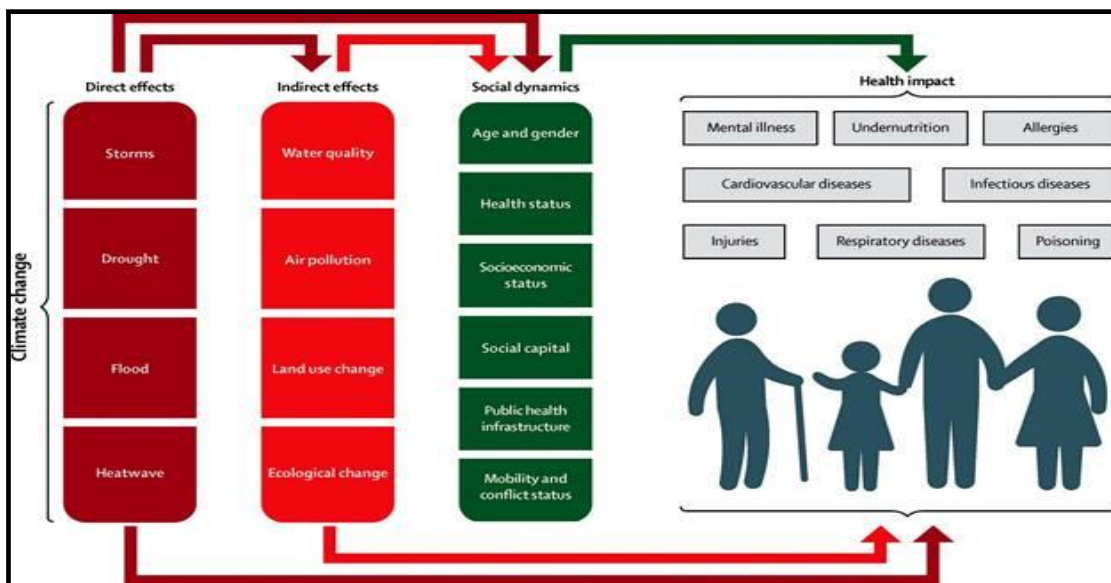 Climate change
Direct effects
Storms
Drought
Flood
Heatwave
Indirect effects
Water quality
Air pollution
Land use change
Ecological change
Social dynamics
Age and gender
Health status
Socioeconomic
status
Social capital
Public health
infrastructure
Mobility and
conflict status
Health impact
Mental illness
Undernutrition
Allergies
Cardiovascular diseases
Infectious diseases
Injuries
Respiratory diseases
Poisoning